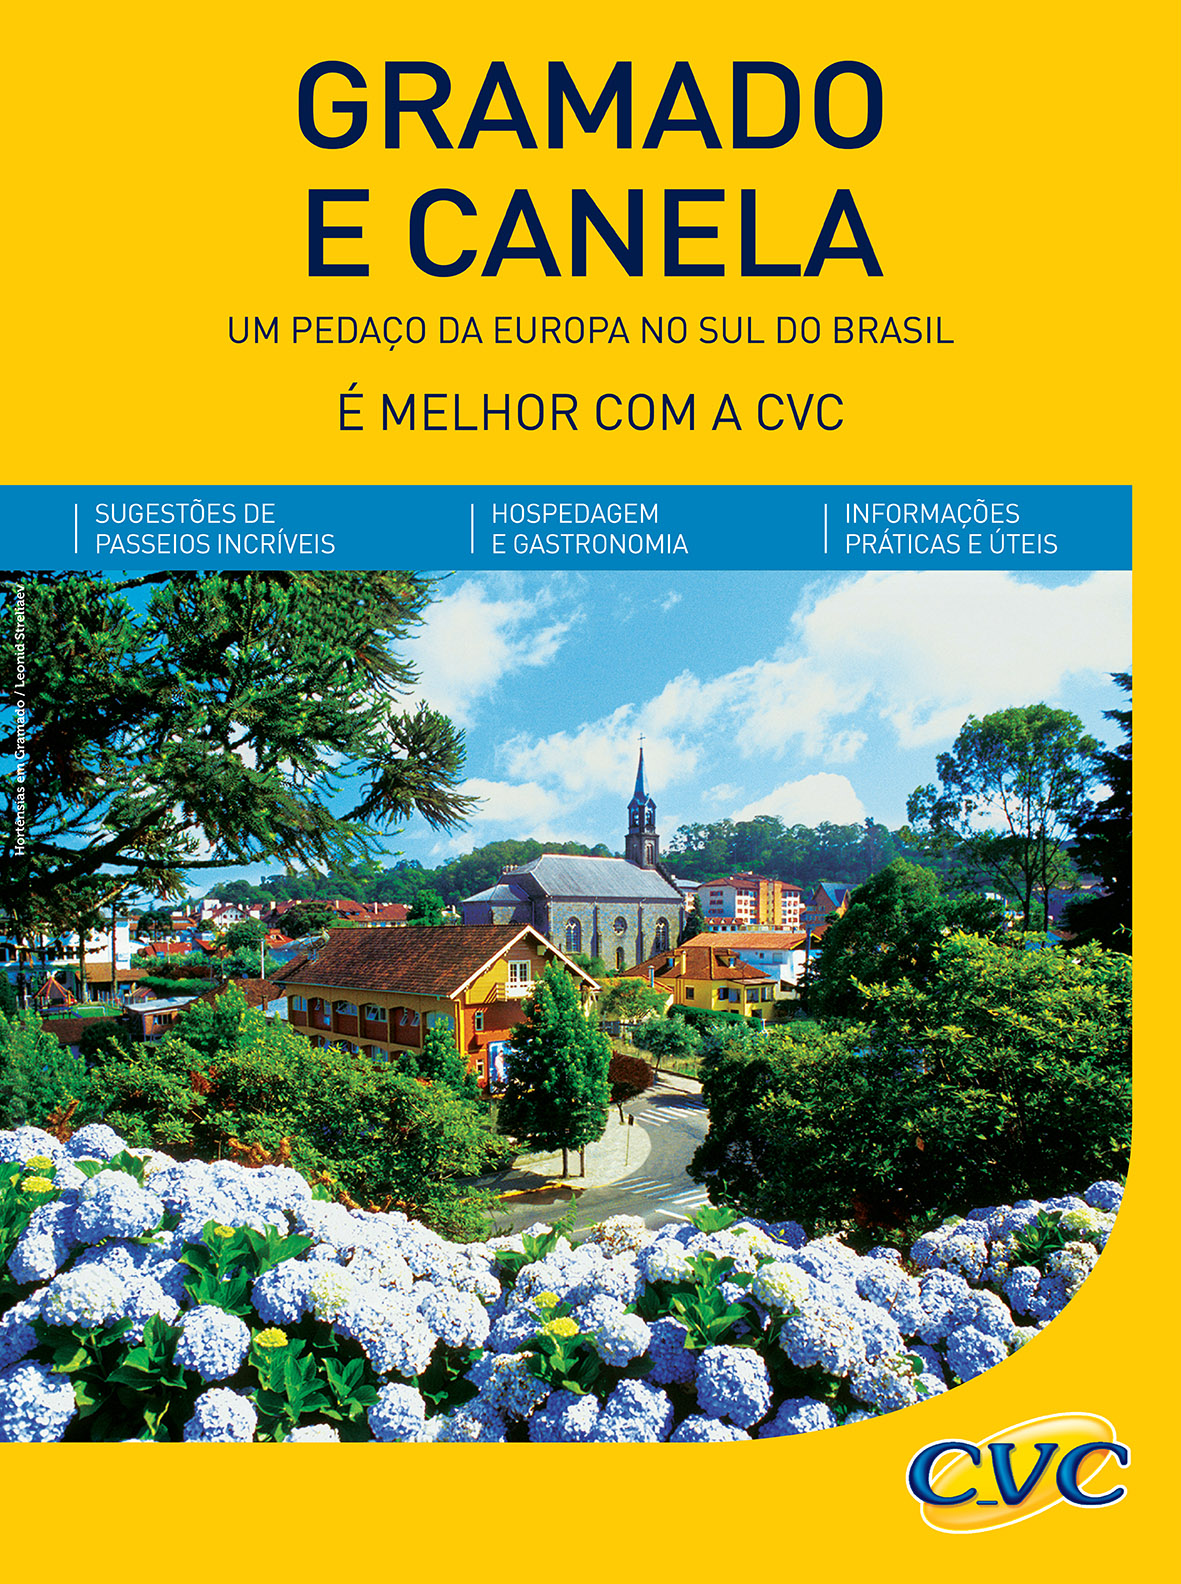 GRAMADO
E CANELA
UM PEDAÇO DA EUROPA NO SUL DO BRASIL
É MELHOR COM A CVC
SUGESTÕES DE
PASSEIOS INCRÍVEIS
HOSPEDAGEM
E GASTRONOMIA
INFORMAÇÕES
PRÁTICAS E ÚTEIS
Hortênsias em Gramado / Leonid Streliaev
CVC